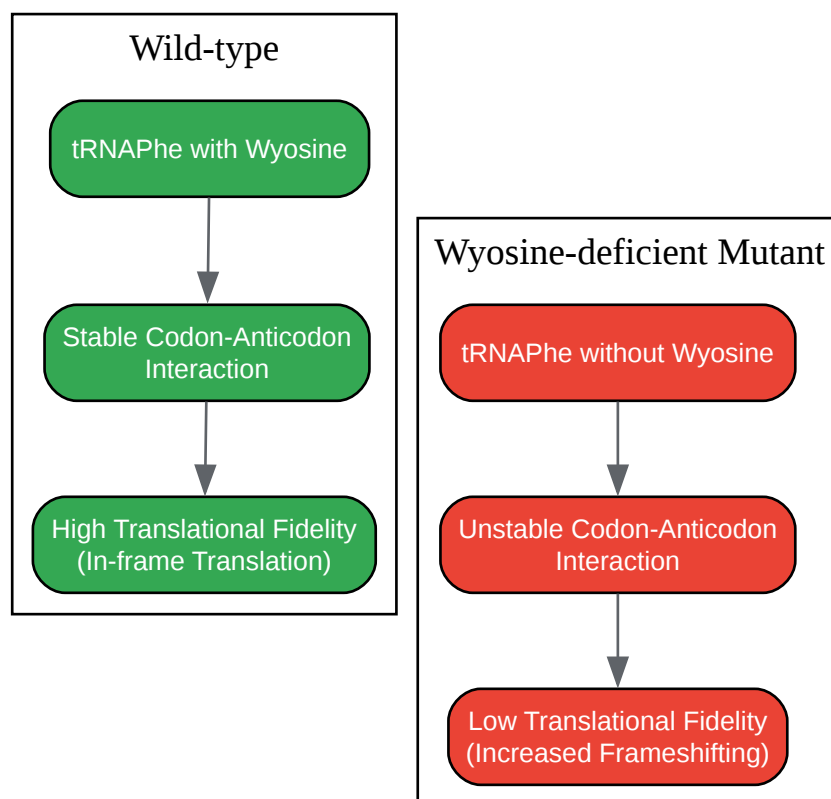 Wild-type
tRNAPhe with Wyosine
Stable Codon-Anticodon
Interaction
High Translational Fidelity
(In-frame Translation)
Wyosine-deficient Mutant
tRNAPhe without Wyosine
Unstable Codon-Anticodon
Interaction
Low Translational Fidelity
(Increased Frameshifting)